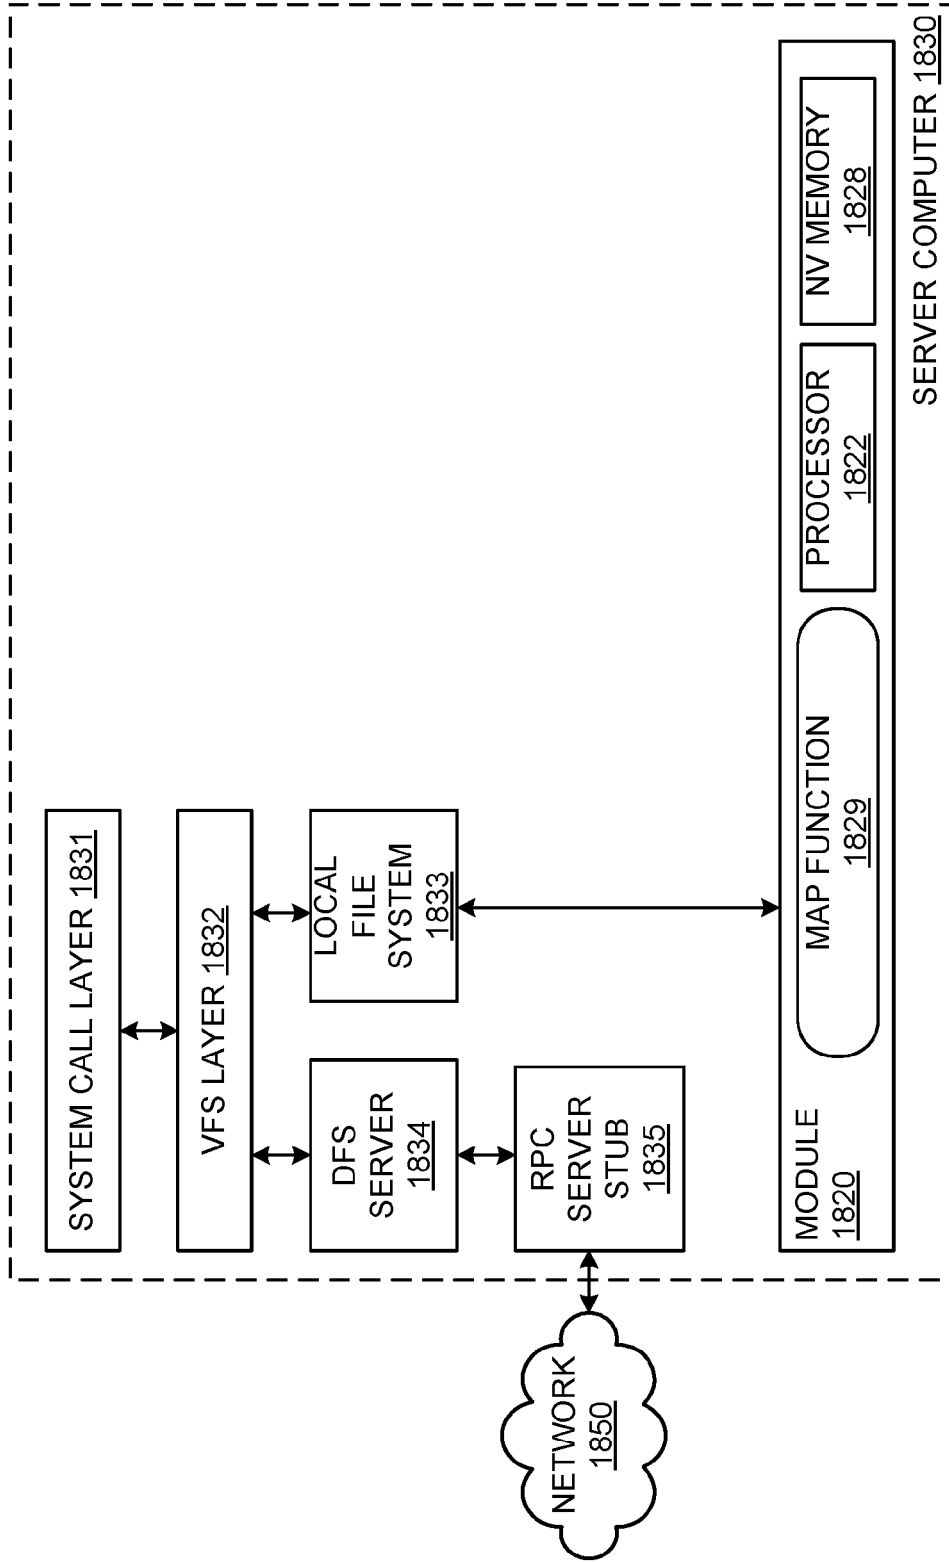 SYSTEM CALL LAYER 1831
VFS LAYER 1832
DFS
SERVER
1834
LOCAL
FILE
SYSTEM
1833
RPC
SERVER
STUB
1835
NETWORK
1850
MODULE
1820
MAP FUNCTION
1829
PROCESSOR
1822
NV MEMORY
1828
SERVER COMPUTER 1830